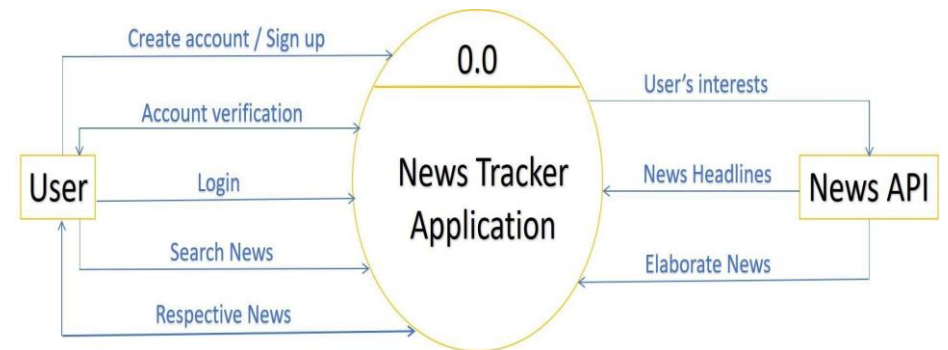 Create account / Sign up
Account verification
User
Login
Search News
Respective News
0.0
News Tracker
Application
User's interests
News Headlines
News API
Elaborate News